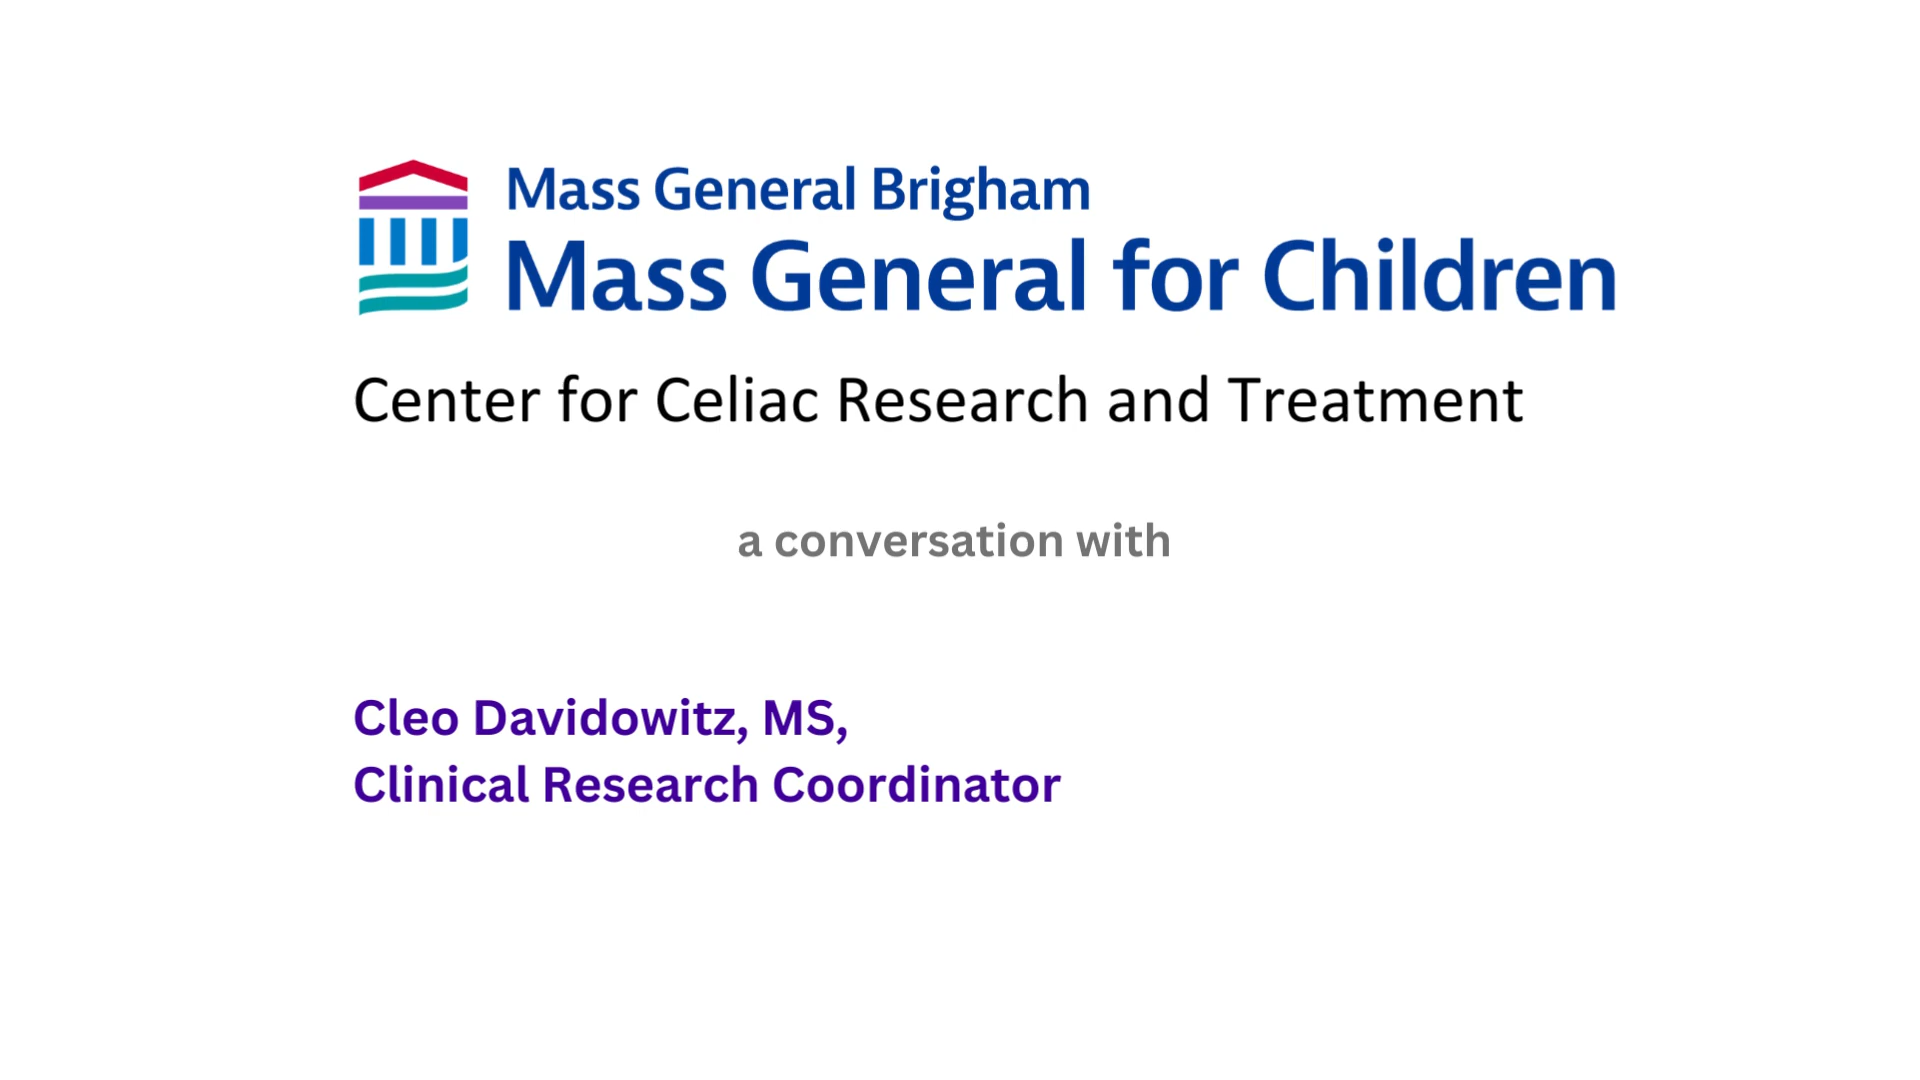 Mass General Brigham
Mass General for Children
Center for Celiac Research and Treatment
a conversation with
Cleo Davidowitz, MS,
Clinical Research Coordinator